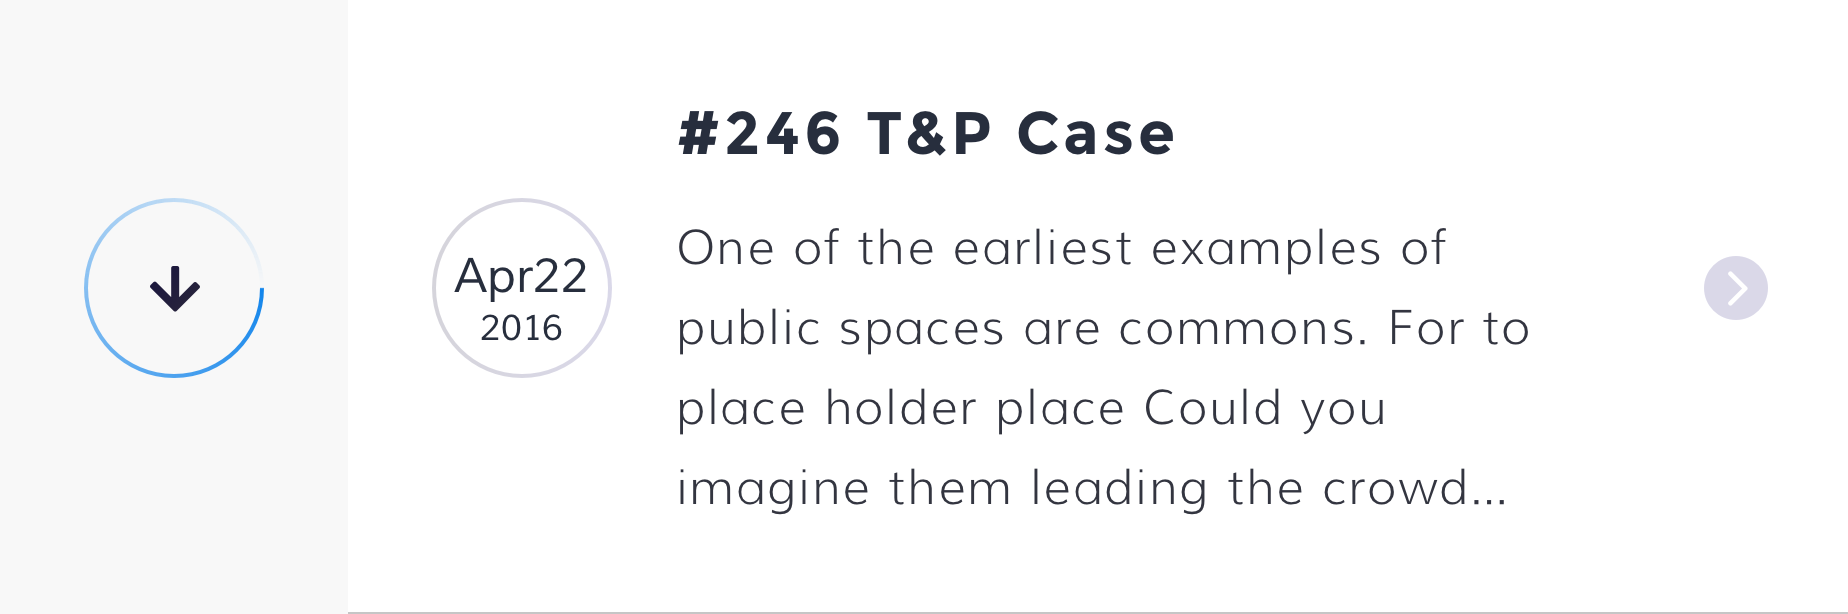 #246 T&P Case
Apr22
2016
One of the earliest examples of
public spaces are commons. For to
place holder place Could you
imagine them leading the crowd...